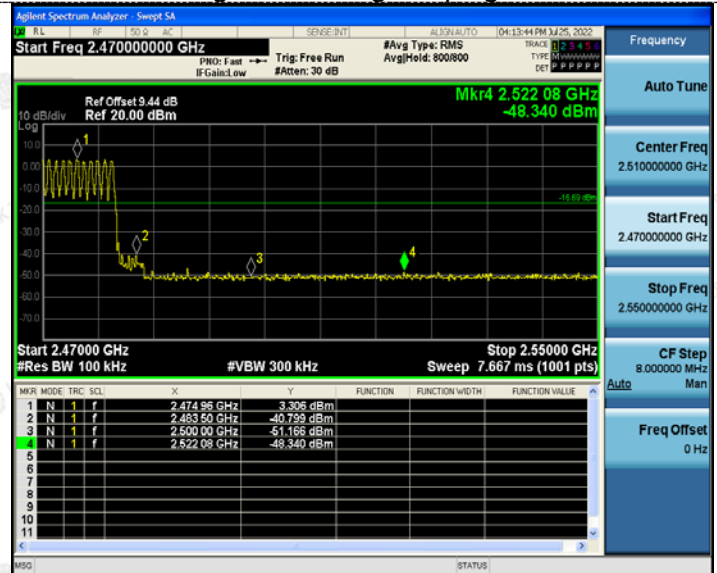 Agilent Spectrum Analyzer - Swept SA
RL RF 50 Ω AC SENSE:INT ALIGN AUTO 04:13:44 PM Jul 25, 2022
Start Freq 2.470000000 GHz
PNO: Fast
IFGain:Low
Trig: Free Run
#Atten: 30 dB
#Avg Type: RMS
Avg|Hold: 800/800
TRACE 1 2 3 4 5 6
TYPE M
DET P P P P P P
Ref Offset 9.44 dB
10 dB/div Ref 20.00 dBm
Log
Mkr4 2.522 08 GHz
-48.340 dBm
10.0
0.00
-10.0
-20.0
-30.0
-40.0
-50.0
-60.0
-70.0
1
2
3
4
-16.69 dBm
Start 2.47000 GHz Stop 2.55000 GHz
#Res BW 100 kHz #VBW 300 kHz Sweep 7.667 ms (1001 pts)
MKR MODE TRC SCL X Y FUNCTION FUNCTION WIDTH FUNCTION VALUE
1 N 1 f 2.474 96 GHz 3.306 dBm
2 N 1 f 2.483 50 GHz -40.799 dBm
3 N 1 f 2.500 00 GHz -51.166 dBm
4 N 1 f 2.522 08 GHz -48.340 dBm
5
6
7
8
9
10
11
MSG STATUS
Frequency
Auto Tune
Center Freq
2.510000000 GHz
Start Freq
2.470000000 GHz
Stop Freq
2.550000000 GHz
CF Step
8.000000 MHz
Auto Man
Freq Offset
0 Hz